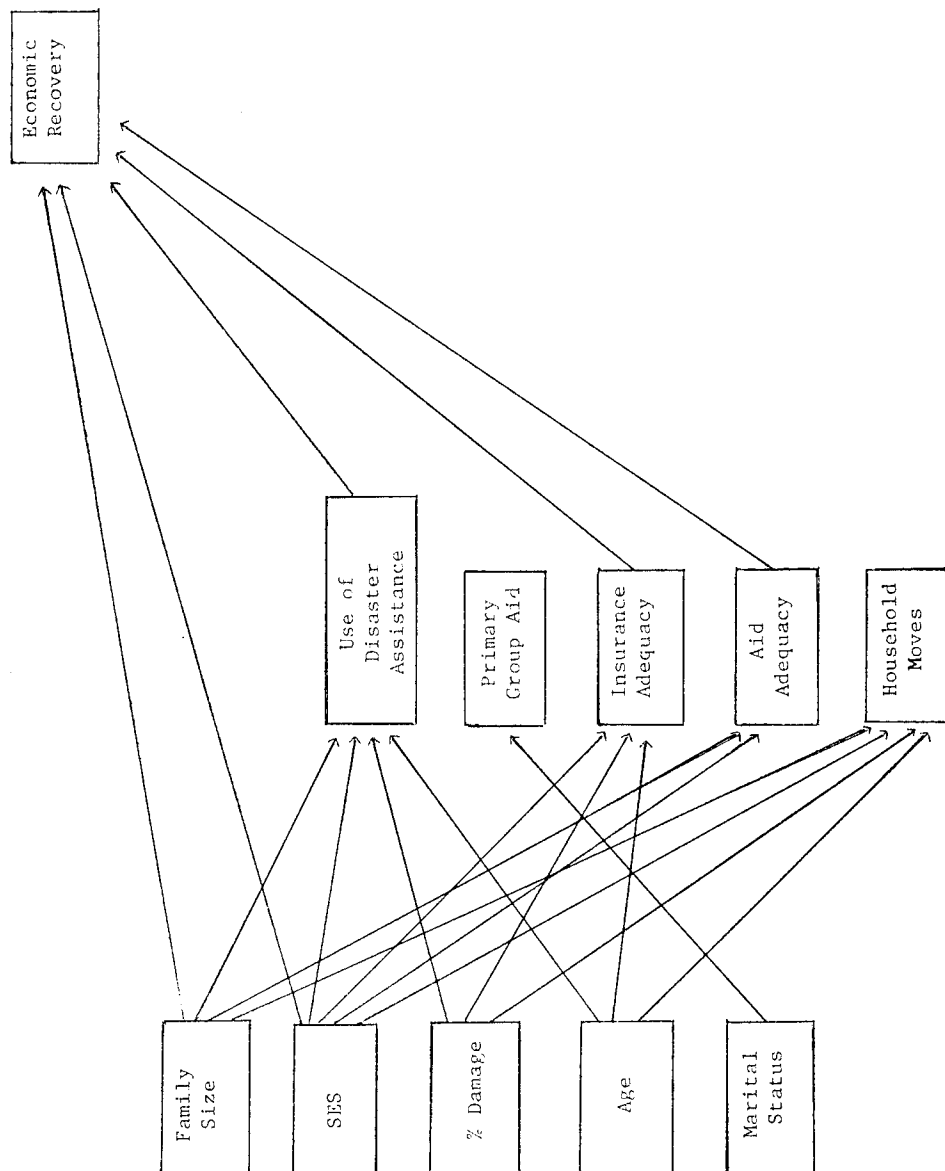 Economic
Recovery
Use of
Disaster
Assistance
Primary
Group Aid
Insurance
Adequacy
Aid
Adequacy
Household
Moves
Family
Size
SES
% Damage
Age
Marital
Status